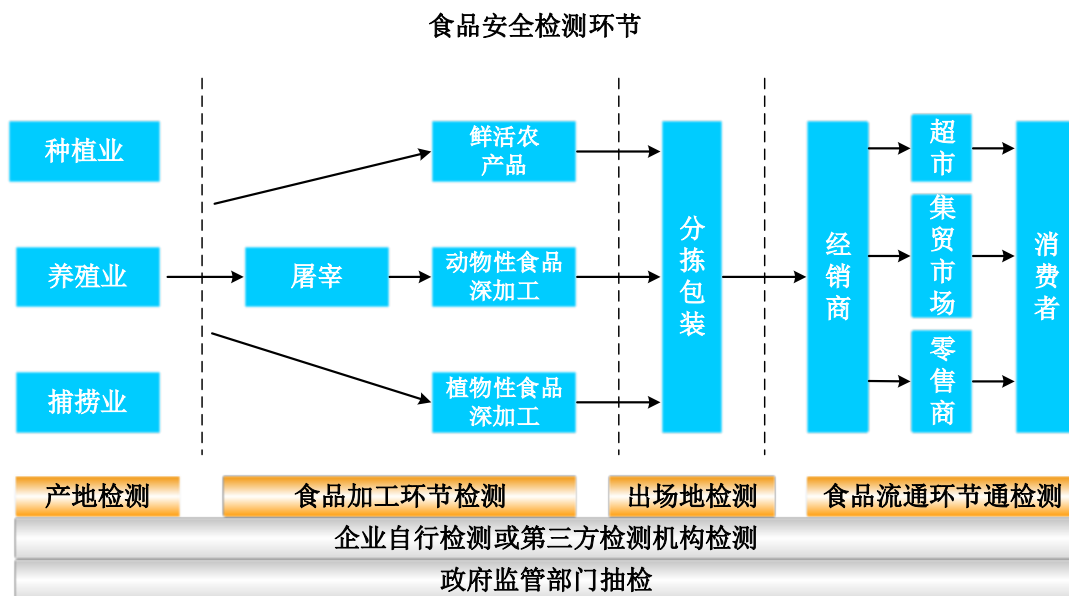 食品安全检测环节
种植业
养殖业
捕捞业
屠宰
鲜活农
产品
动物性食品
深加工
植物性食品
深加工
分拣包装
经销商
超市
集贸市场
零售商
消费者
产地检测
食品加工环节检测
出场地检测
食品流通环节通检测
企业自行检测或第三方检测机构检测
政府监管部门抽检